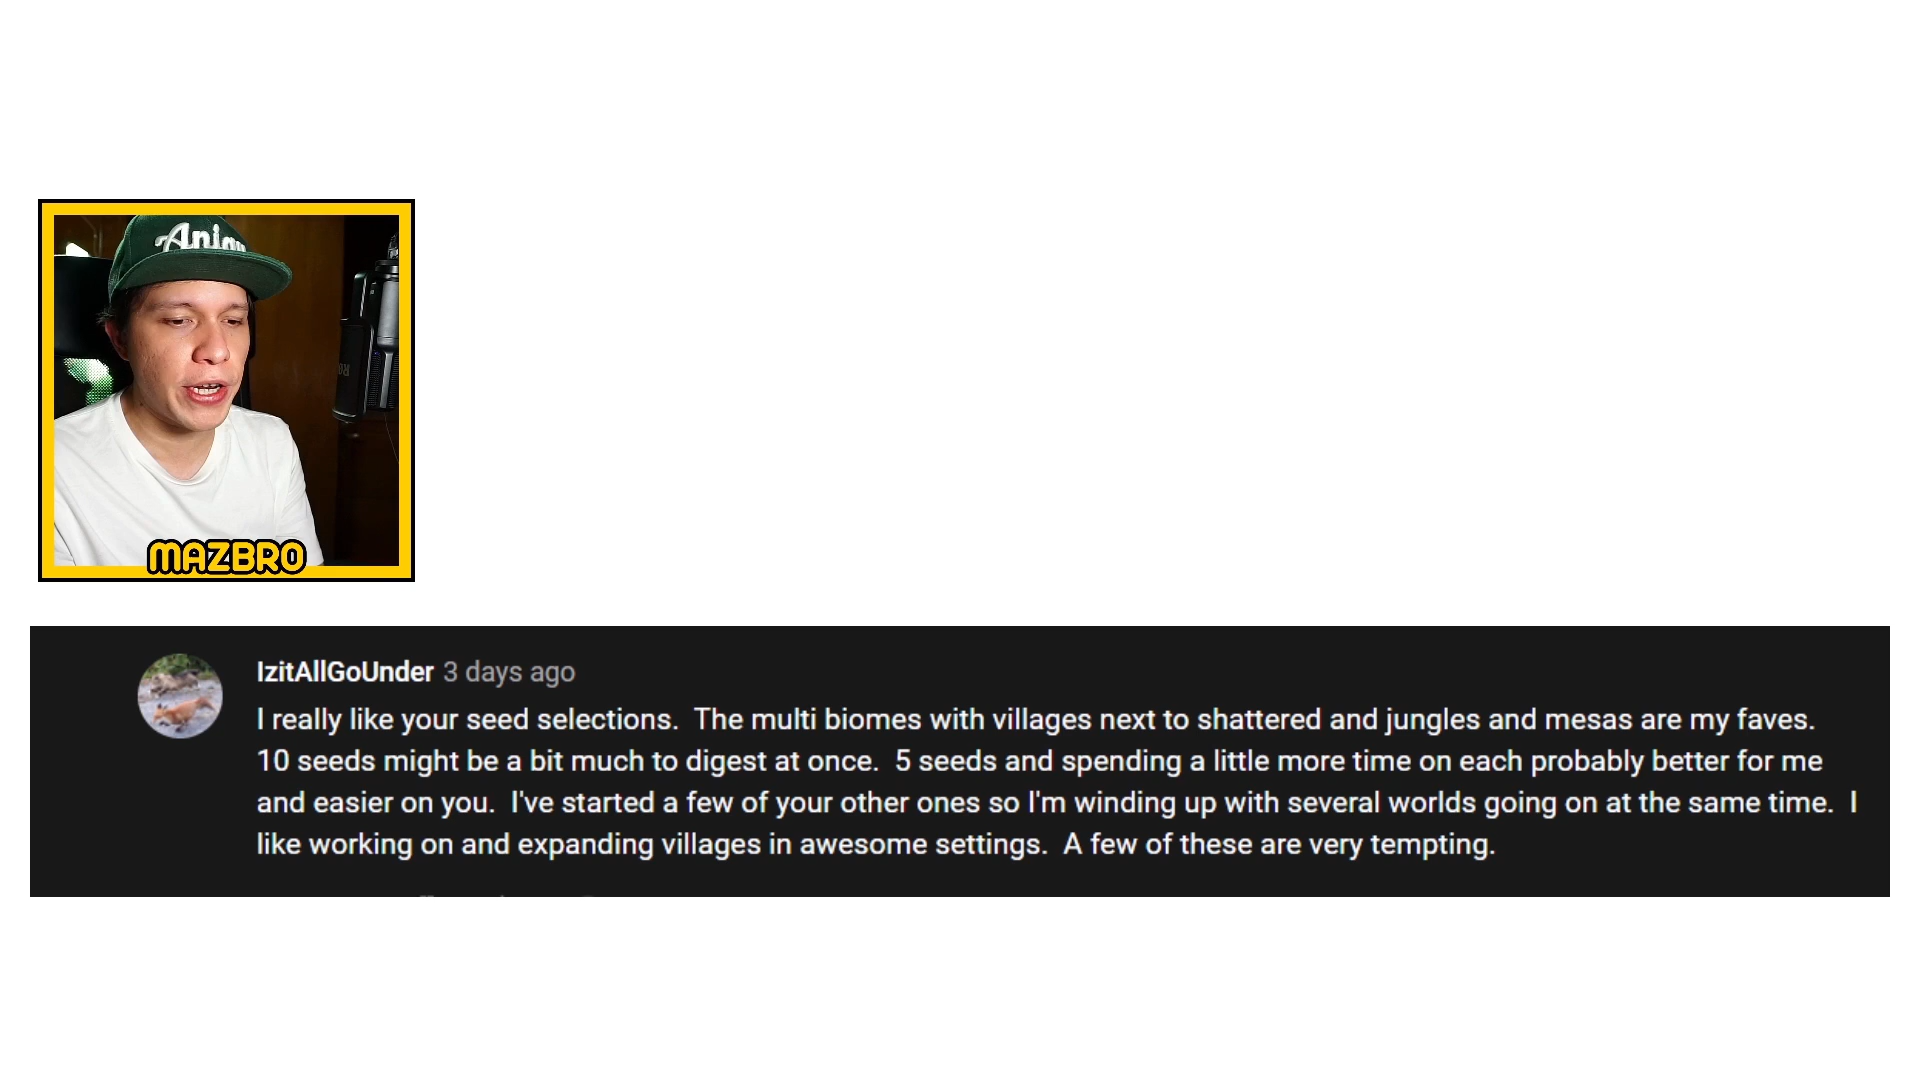 Aniqu
MAZBRO
IzitAllGoUnder 3 days ago
I really like your seed selections.  The multi biomes with villages next to shattered and jungles and mesas are my faves.
10 seeds might be a bit much to digest at once.  5 seeds and spending a little more time on each probably better for me
and easier on you.  I've started a few of your other ones so I'm winding up with several worlds going on at the same time.  I
like working on and expanding villages in awesome settings.  A few of these are very tempting.